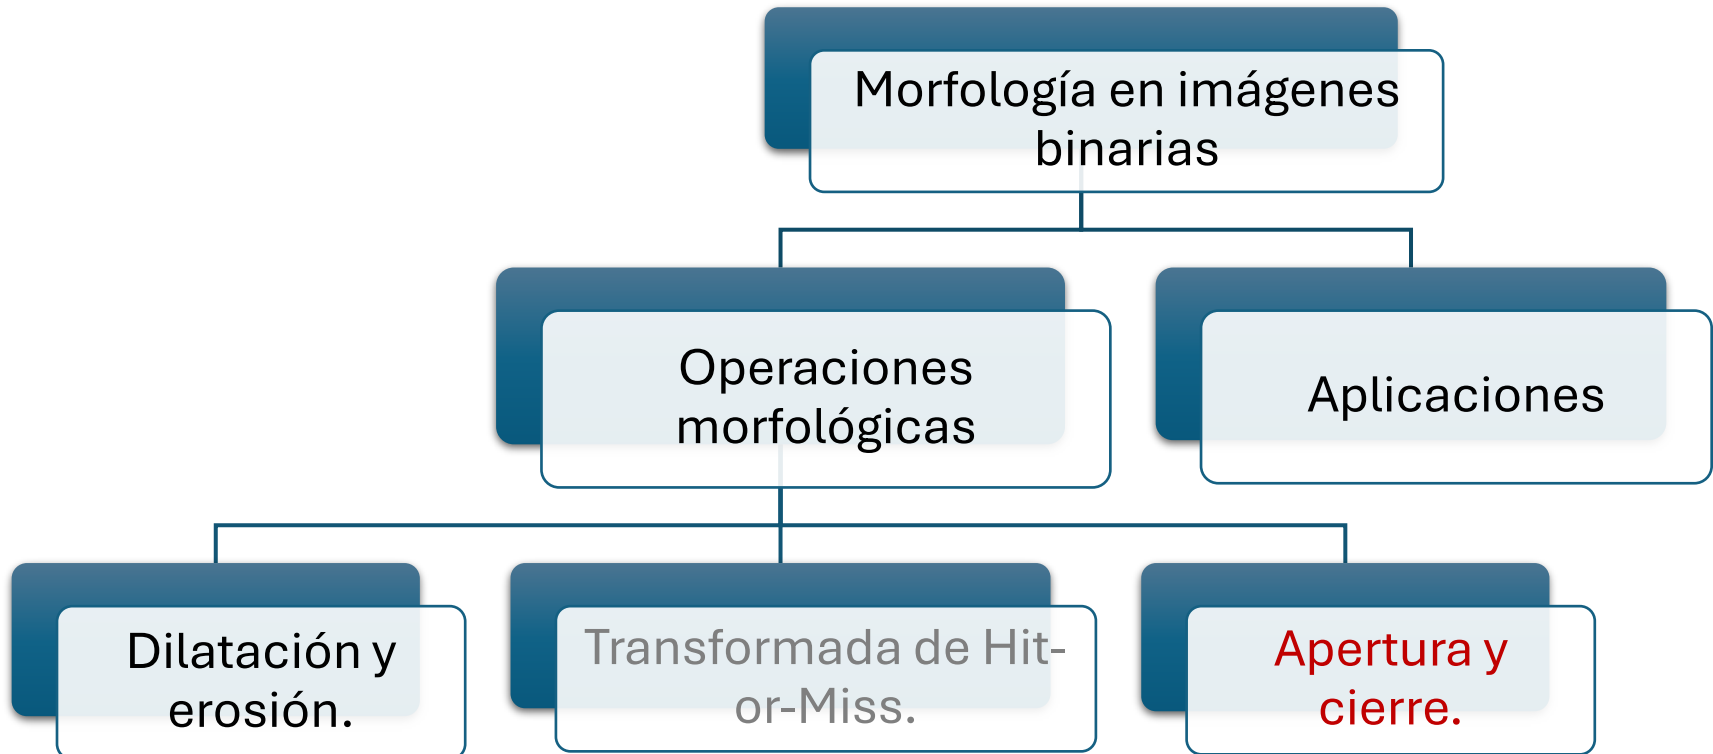 Morfología en imágenes
binarias
Operaciones
morfológicas
Aplicaciones
Dilatación y
erosión.
Transformada de Hit-
or-Miss.
Apertura y
cierre.